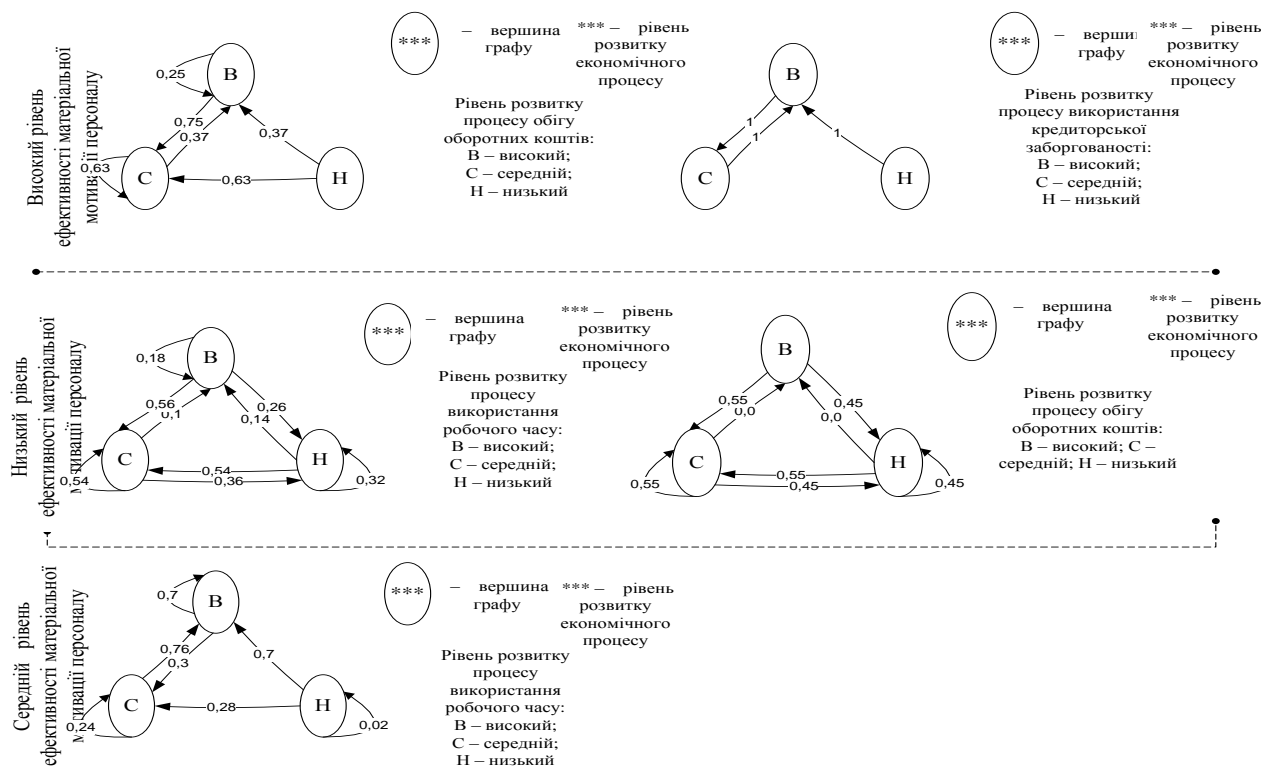 Високий рівень
ефективності матеріальної
мотивації персоналу
В
С
Н
0,25
0,75
0,37
0,37
0,63
0,63
***
– вершина
графу
*** – рівень
розвитку
економічного
процесу
Рівень розвитку
процесу обігу
оборотних коштів:
В – високий;
С – середній;
Н – низький
В
С
Н
1
1
1
***
– верши
графу
*** – рівень
розвитку
економічного
процесу
Рівень розвитку
процесу використання
кредиторської
заборгованості:
В – високий;
С – середній;
Н – низький
Низький рівень
ефективності матеріальної
мотивації персоналу
В
С
Н
0,18
0,56
0,1
0,26
0,14
0,54
0,36
0,54
0,32
***
– вершина
графу
*** – рівень
розвитку
економічного
процесу
Рівень розвитку
процесу
використання
робочого часу:
В – високий;
С – середній;
Н – низький
В
С
Н
0,55
0,0
0,45
0,0
0,55
0,45
0,55
0,45
***
– вершина
графу
*** – рівень
розвитку
економічного
процесу
Рівень розвитку
процесу обігу
оборотних коштів:
В – високий; С –
середній; Н – низький
Середній рівень
ефективності матеріальної
мотивації персоналу
В
С
Н
0,7
0,76
0,3
0,7
0,28
0,24
0,02
***
– вершина
графу
*** – рівень
розвитку
економічного
процесу
Рівень розвитку
процесу
використання
робочого часу:
В – високий;
С – середній;
Н – низький